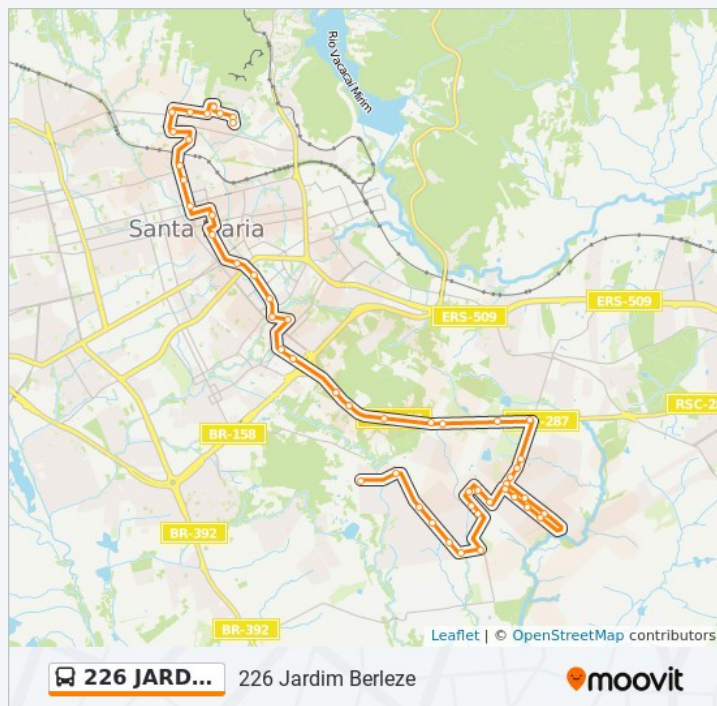 Rio Vacacaí Mirim
Santa Maria
ERS-509
ERS-509
RSC-2
-287
BR-158
BR-392
BR-392
Leaflet | © OpenStreetMap contributors
226 JARD...
226 Jardim Berleze
moovit